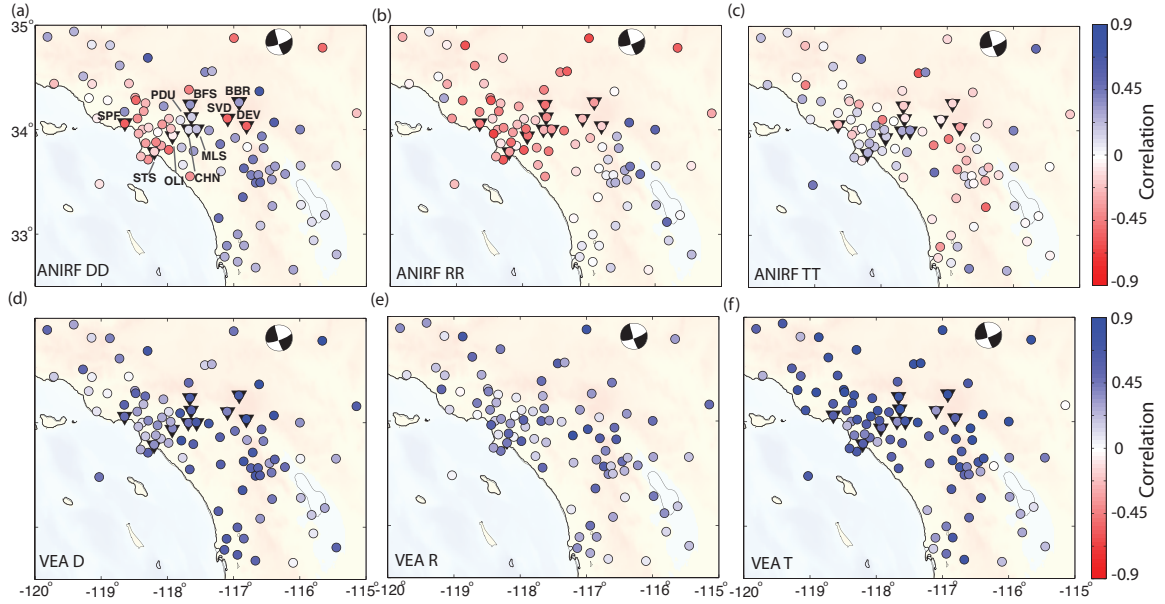 (a)
(b)
(c)
35°
34°
33°
PDU
BFS
BBR
SPF
SVD
DEV
MLS
STS
OLI
CHN
ANIRF DD
ANIRF RR
ANIRF TT
0.9
0.45
0
-0.45
-0.9
Correlation
(d)
(e)
(f)
VEA D
VEA R
VEA T
0.9
0.45
0
-0.45
-0.9
Correlation
-120° -119° -118° -117° -116° -115°
-120° -119° -118° -117° -116° -115°
-120° -119° -118° -117° -116° -115°